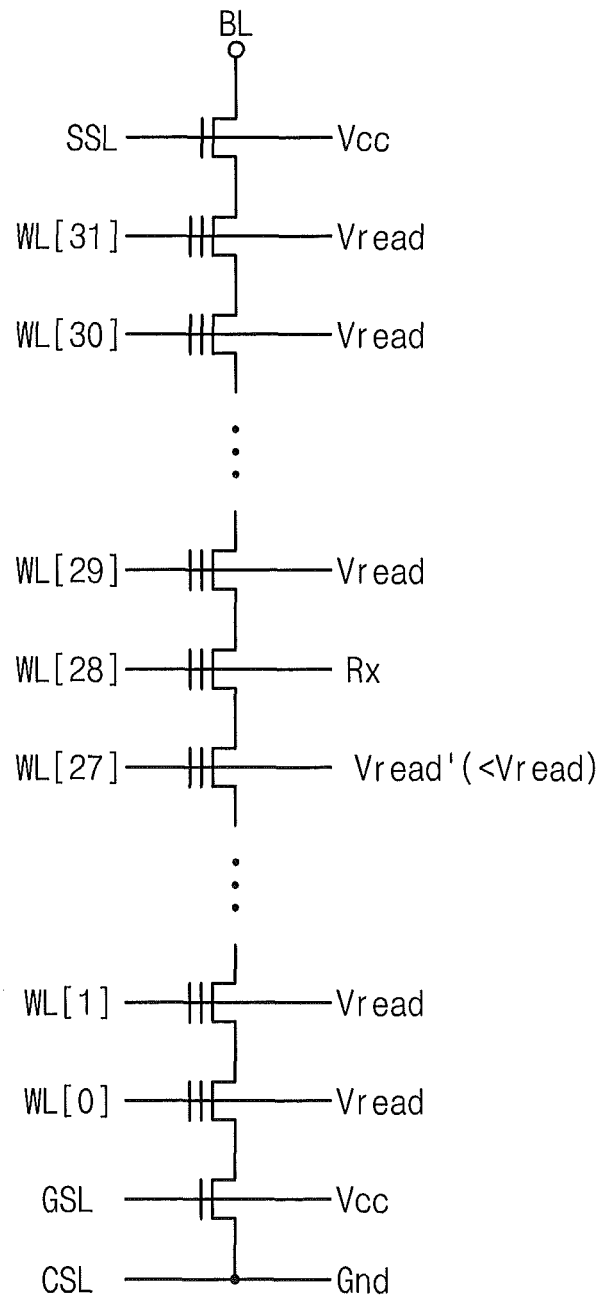 BL
SSL Vcc
WL[31] Vread
WL[30] Vread
WL[29] Vread
WL[28] Rx
WL[27] Vread'(<Vread)
WL[1] Vread
WL[0] Vread
GSL Vcc
CSL Gnd